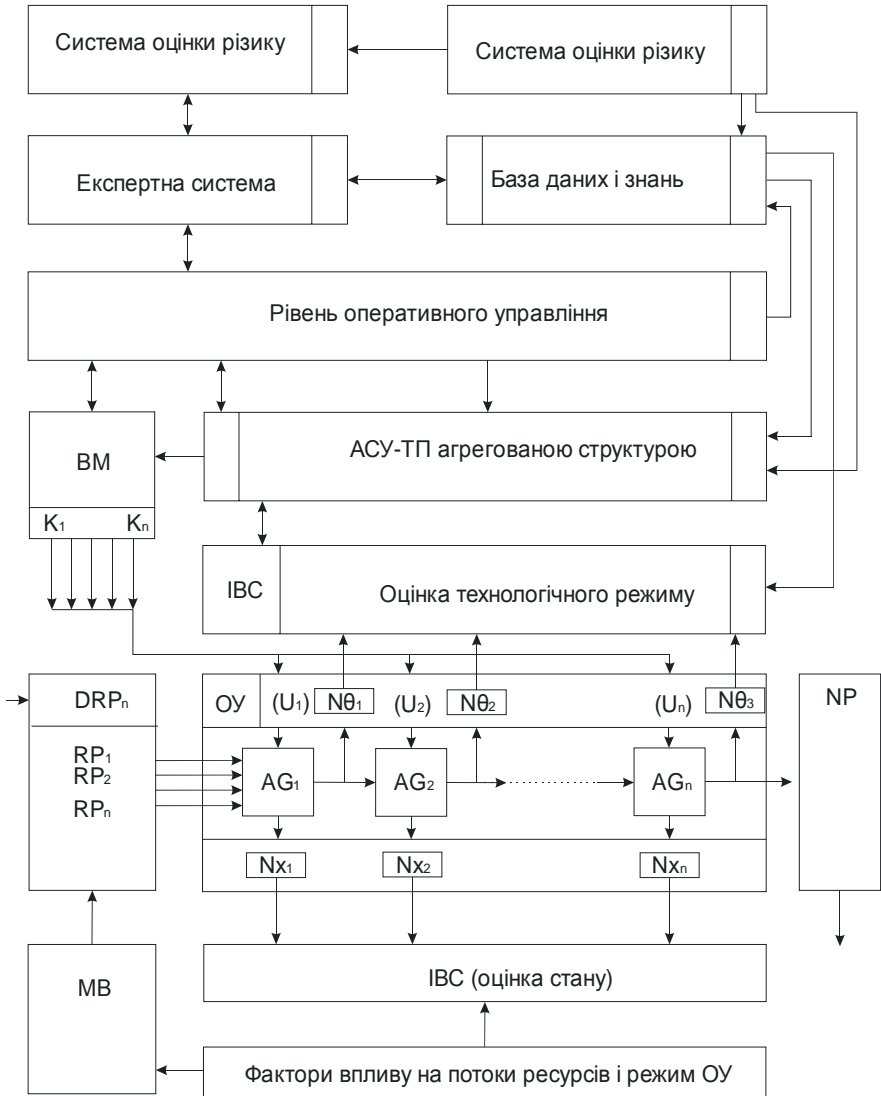 Система оцінки різику
Система оцінки різику
Експертна система
База даних і знань
Рівень оперативного управління
ВМ
АСУ-ТП агрегованою структурою
K₁ Kₙ
ІВС
Оцінка технологічного режиму
DRPₙ
ОУ
(U₁)
Nθ₁
(U₂)
Nθ₂
(Uₙ)
Nθ₃
NP
RP₁
RP₂
RPₙ
AG₁
AG₂
AGₙ
Nx₁
Nx₂
Nxₙ
МВ
ІВС (оцінка стану)
Фактори впливу на потоки ресурсів і режим ОУ